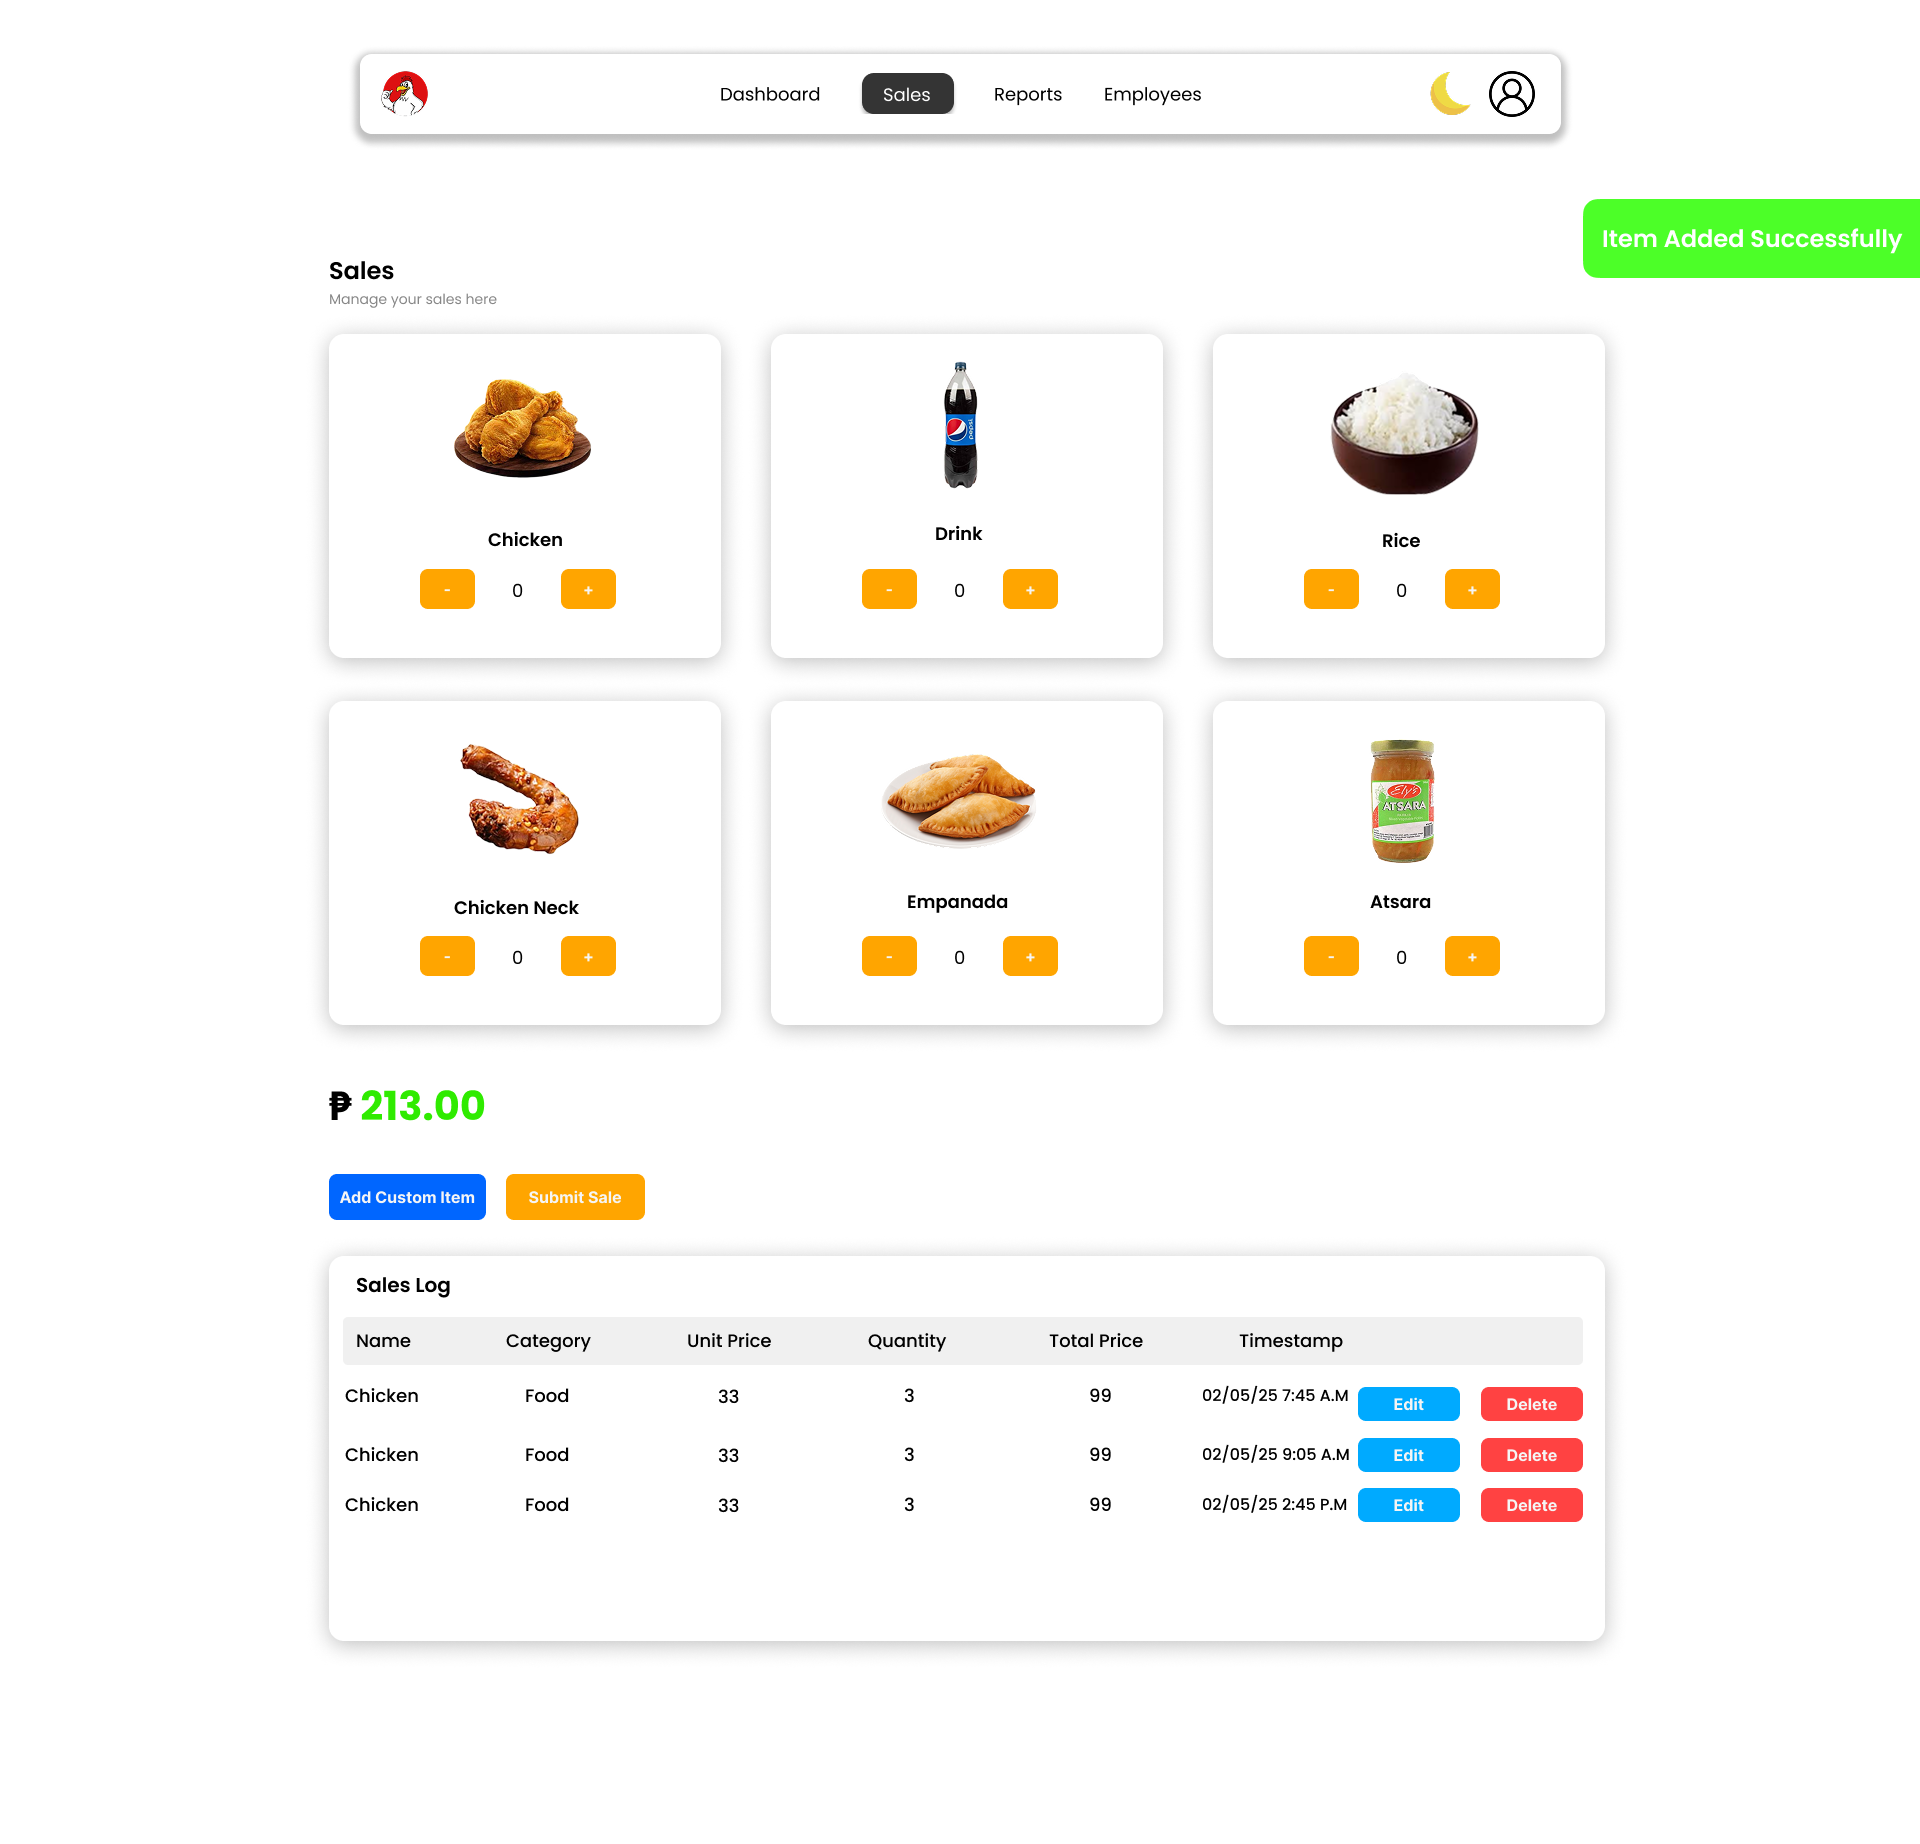 Dashboard Sales Reports Employees
Item Added Successfully
Sales
Manage your sales here
pepsi
Chicken
- 0 +
Drink
- 0 +
Rice
- 0 +
Ely's
ATSARA
Chicken Neck
- 0 +
Empanada
- 0 +
Atsara
- 0 +
₱ 213.00
Add Custom Item Submit Sale
Sales Log
Name Category Unit Price Quantity Total Price Timestamp
Chicken Food 33 3 99 02/05/25 7:45 A.M Edit Delete
Chicken Food 33 3 99 02/05/25 9:05 A.M Edit Delete
Chicken Food 33 3 99 02/05/25 2:45 P.M Edit Delete